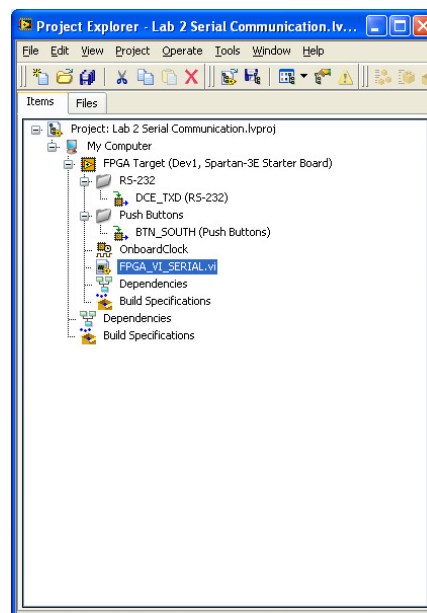 Project Explorer - Lab 2 Serial Communication.lv...
File Edit View Project Operate Tools Window Help
Items Files
Project: Lab 2 Serial Communication.lvproj
My Computer
FPGA Target (Dev1, Spartan-3E Starter Board)
RS-232
DCE_TXD (RS-232)
Push Buttons
BTN_SOUTH (Push Buttons)
OnboardClock
FPGA_VI_SERIAL.vi
Dependencies
Build Specifications
Dependencies
Build Specifications